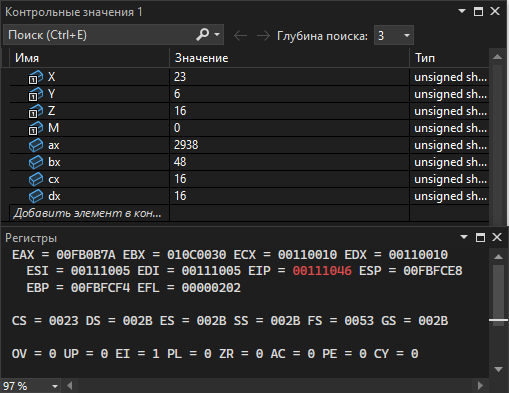 Контрольные значения 1
Поиск (Ctrl+E) Глубина поиска: 3
Имя Значение Тип
X 23 unsigned sh...
Y 6 unsigned sh...
Z 16 unsigned sh...
M 0 unsigned sh...
ax 2938 unsigned sh...
bx 48 unsigned sh...
cx 16 unsigned sh...
dx 16 unsigned sh...
Добавить элемент в кон...
Регистры
EAX = 00FB0B7A EBX = 010C0030 ECX = 00110010 EDX = 00110010
ESI = 00111005 EDI = 00111005 EIP = 00111046 ESP = 00FBFCE8
EBP = 00FBFCF4 EFL = 00000202
CS = 0023 DS = 002B ES = 002B SS = 002B FS = 0053 GS = 002B
OV = 0 UP = 0 EI = 1 PL = 0 ZR = 0 AC = 0 PE = 0 CY = 0
97 %